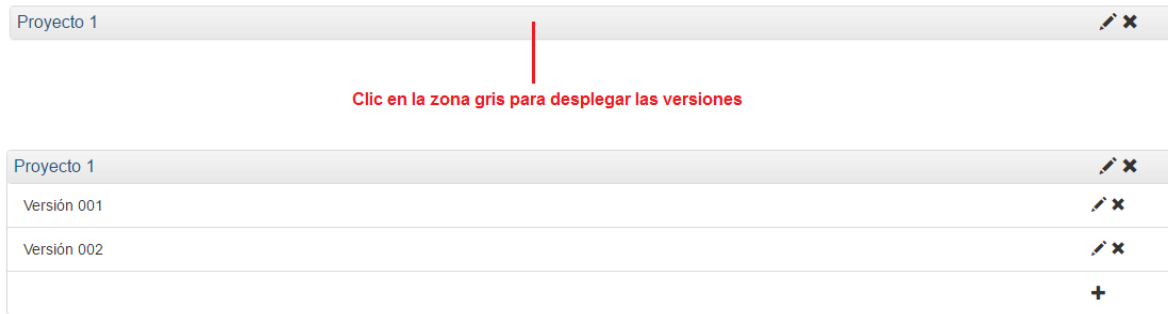 Proyecto 1
Clic en la zona gris para desplegar las versiones
Proyecto 1
Versión 001
Versión 002